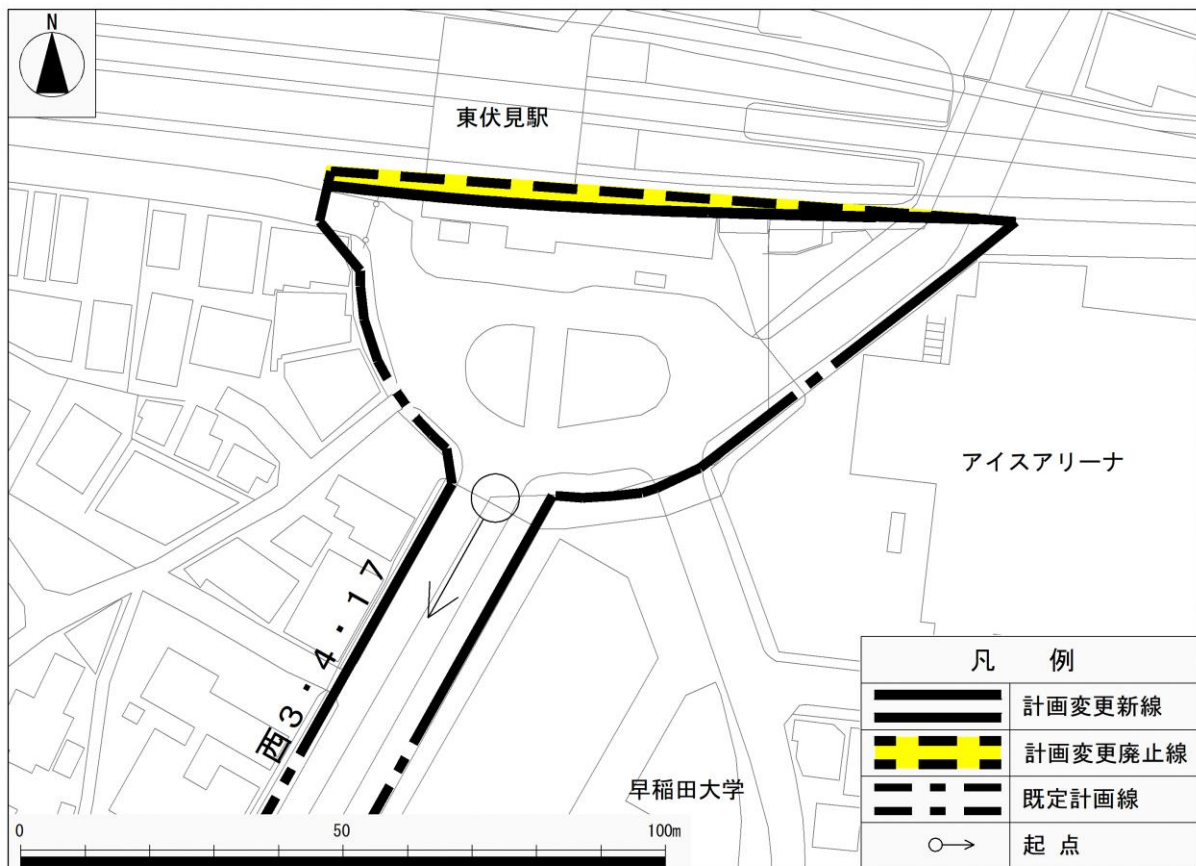 N
東伏見駅
アイスアリーナ
西3・4・17
早稲田大学
凡 例
計画変更新線
計画変更廃止線
既定計画線
起 点
0 50 100m